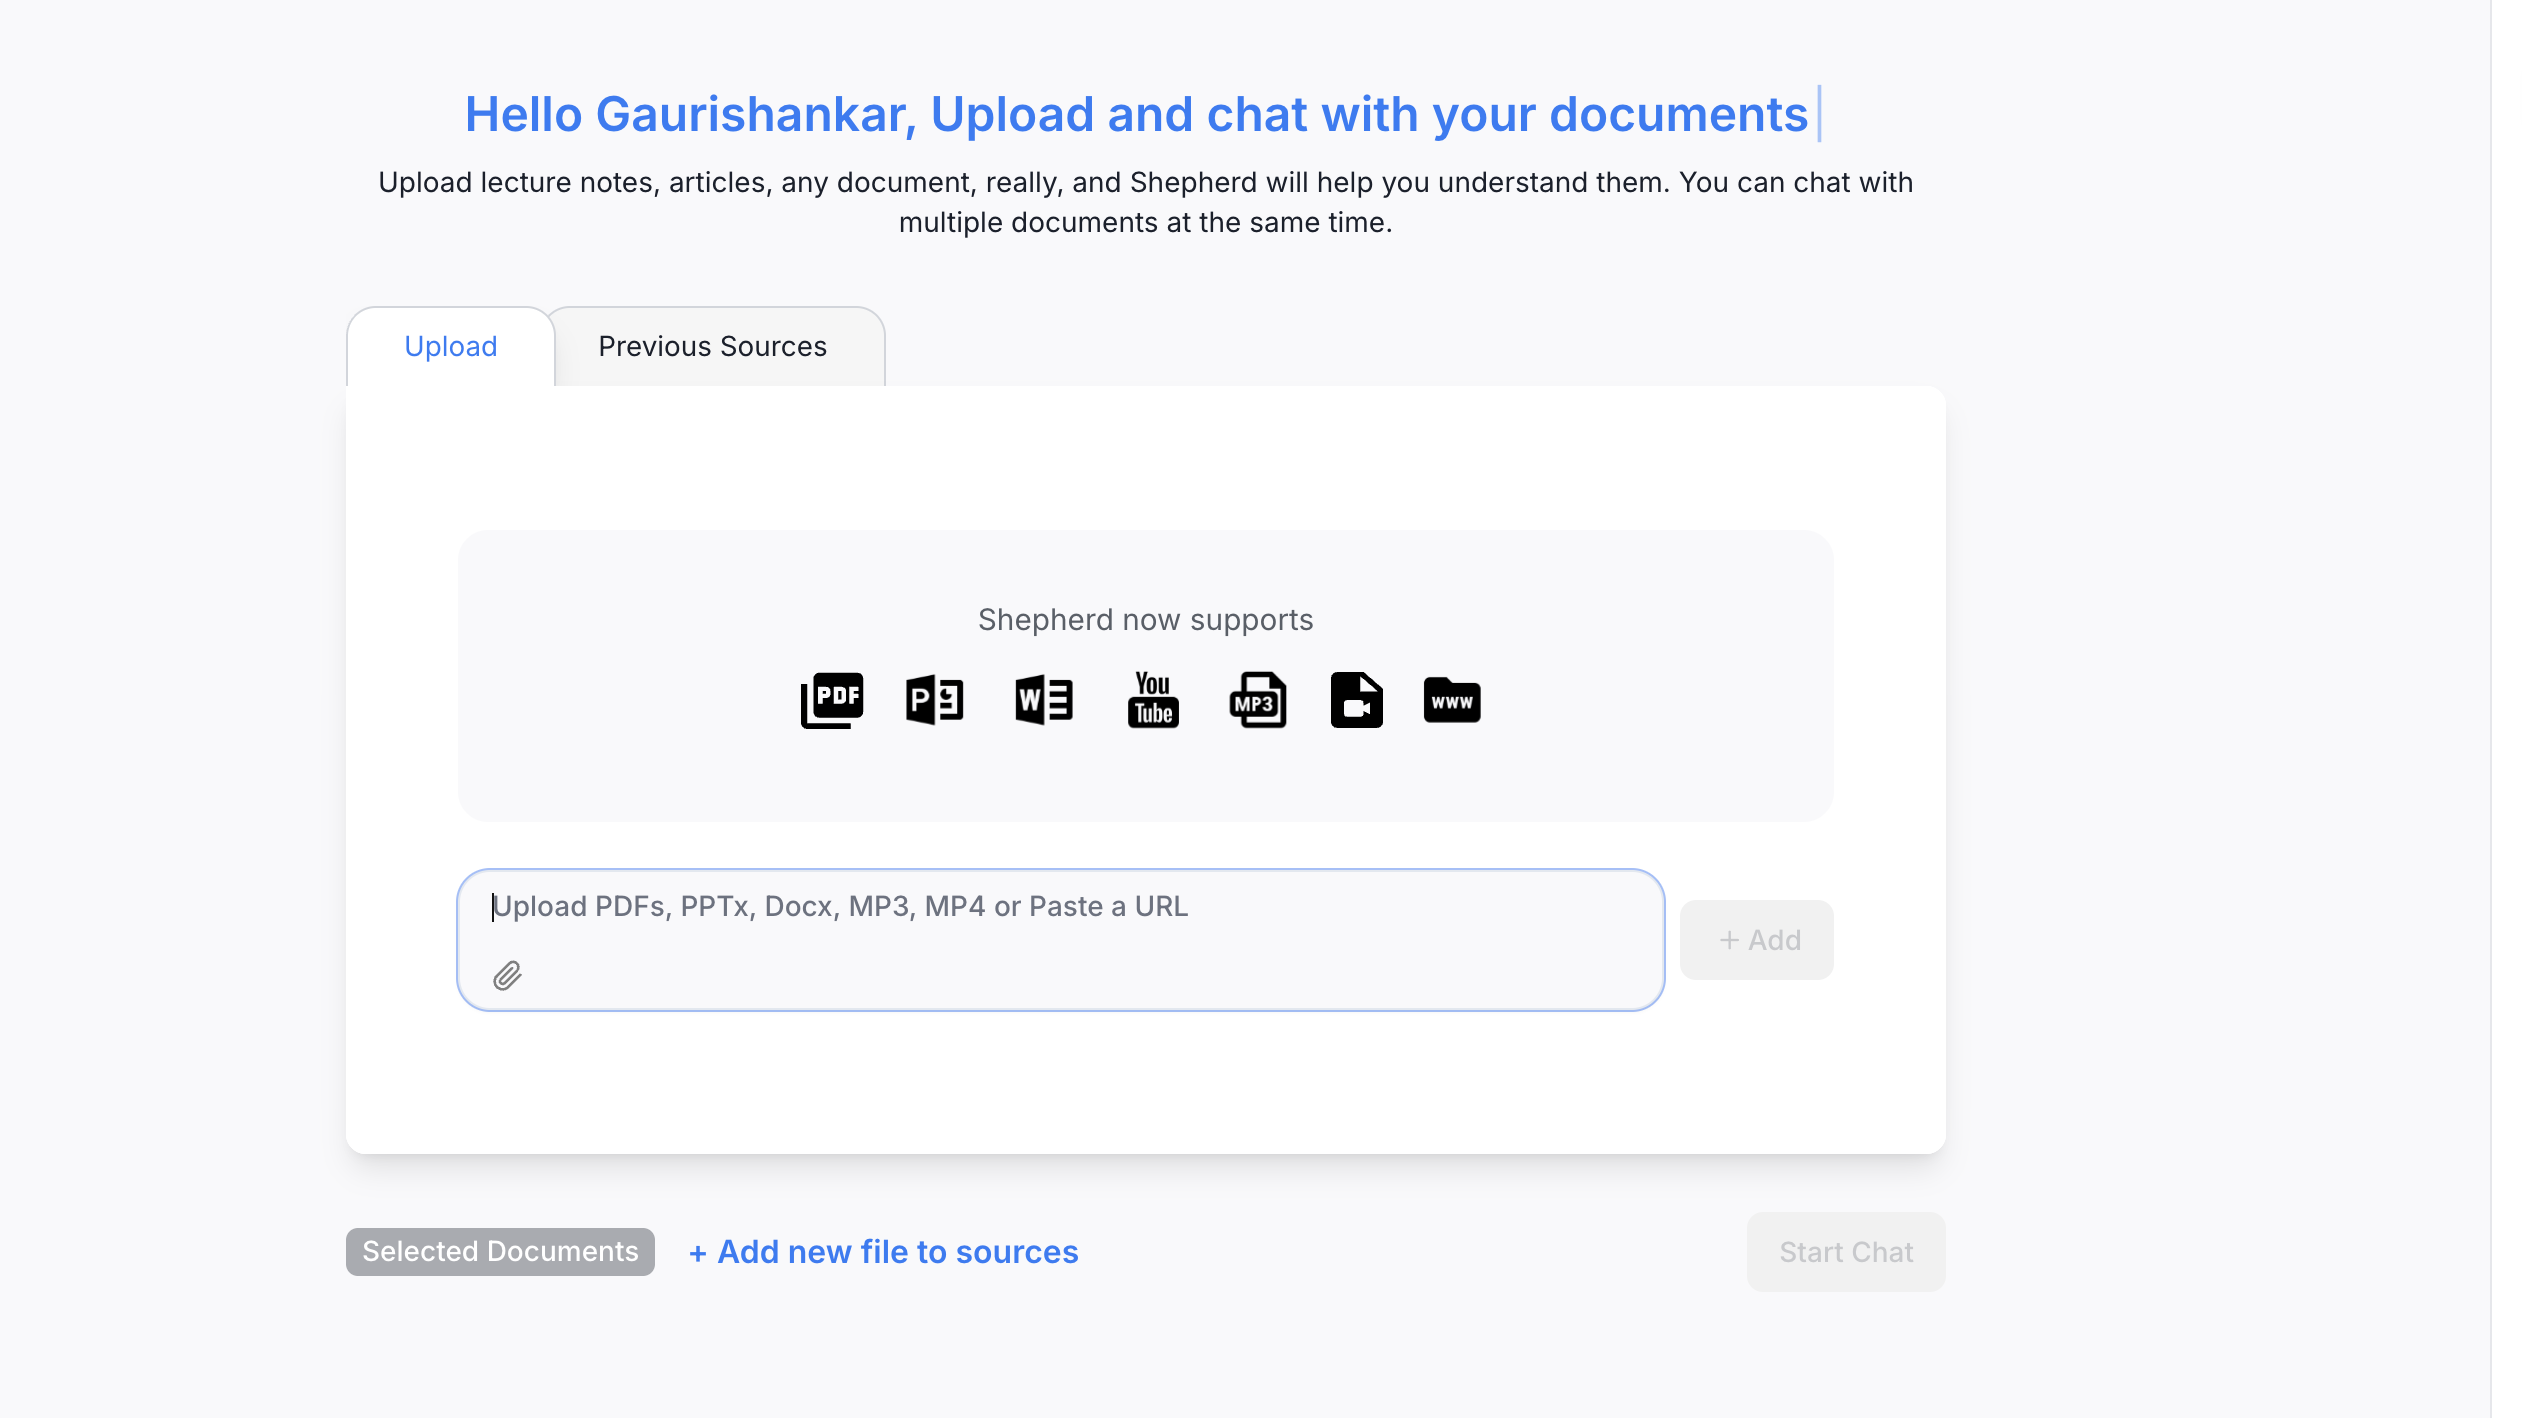 Hello Gaurishankar, Upload and chat with your documents
Upload lecture notes, articles, any document, really, and Shepherd will help you understand them. You can chat with
multiple documents at the same time.
Upload
Previous Sources
Shepherd now supports
PDF
P
W
You
Tube
MP3
www
Upload PDFs, PPTx, Docx, MP3, MP4 or Paste a URL
+ Add
Selected Documents
+ Add new file to sources
Start Chat